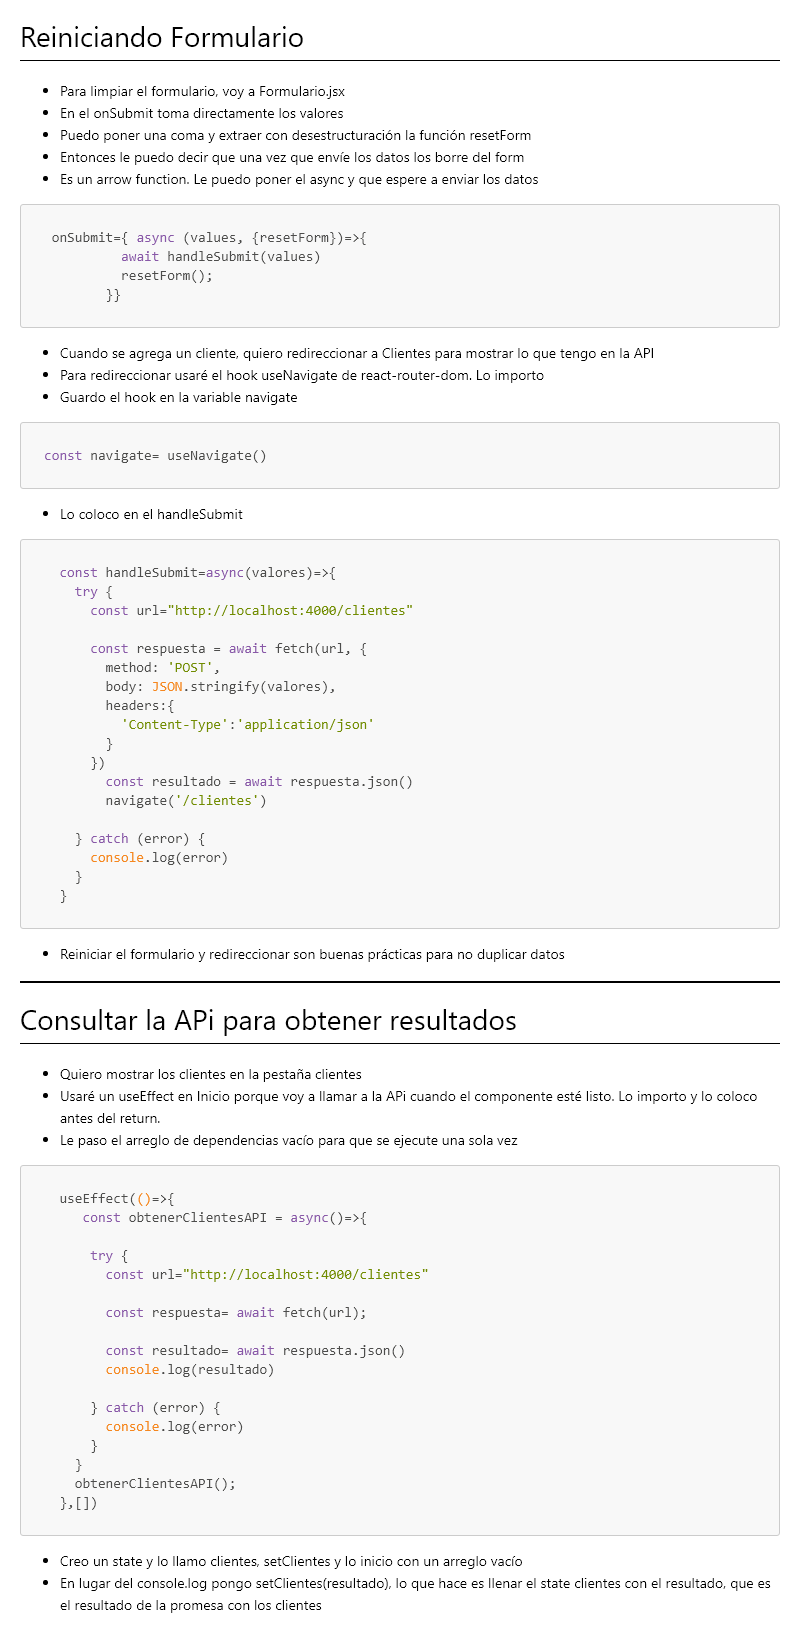 Reiniciando Formulario
Para limpiar el formulario, voy a Formulario.jsx
En el onSubmit toma directamente los valores
Puedo poner una coma y extraer con desestructuración la función resetForm
Entonces le puedo decir que una vez que envíe los datos los borre del form
Es un arrow function. Le puedo poner el async y que espere a enviar los datos
onSubmit={ async (values, {resetForm})=>{
await handleSubmit(values)
resetForm();
}}
Cuando se agrega un cliente, quiero redireccionar a Clientes para mostrar lo que tengo en la API
Para redireccionar usaré el hook useNavigate de react-router-dom. Lo importo
Guardo el hook en la variable navigate
const navigate= useNavigate()
Lo coloco en el handleSubmit
const handleSubmit=async(valores)=>{
try {
const url="http://localhost:4000/clientes"
const respuesta = await fetch(url, {
method: 'POST',
body: JSON.stringify(valores),
headers:{
'Content-Type':'application/json'
}
})
const resultado = await respuesta.json()
navigate('/clientes')
} catch (error) {
console.log(error)
}
}
Reiniciar el formulario y redireccionar son buenas prácticas para no duplicar datos
Consultar la APi para obtener resultados
Quiero mostrar los clientes en la pestaña clientes
Usaré un useEffect en Inicio porque voy a llamar a la APi cuando el componente esté listo. Lo importo y lo coloco
antes del return.
Le paso el arreglo de dependencias vacío para que se ejecute una sola vez
useEffect(()=>{
const obtenerClientesAPI = async()=>{
try {
const url="http://localhost:4000/clientes"
const respuesta= await fetch(url);
const resultado= await respuesta.json()
console.log(resultado)
} catch (error) {
console.log(error)
}
}
obtenerClientesAPI();
},[])
Creo un state y lo llamo clientes, setClientes y lo inicio con un arreglo vacío
En lugar del console.log pongo setClientes(resultado), lo que hace es llenar el state clientes con el resultado, que es
el resultado de la promesa con los clientes